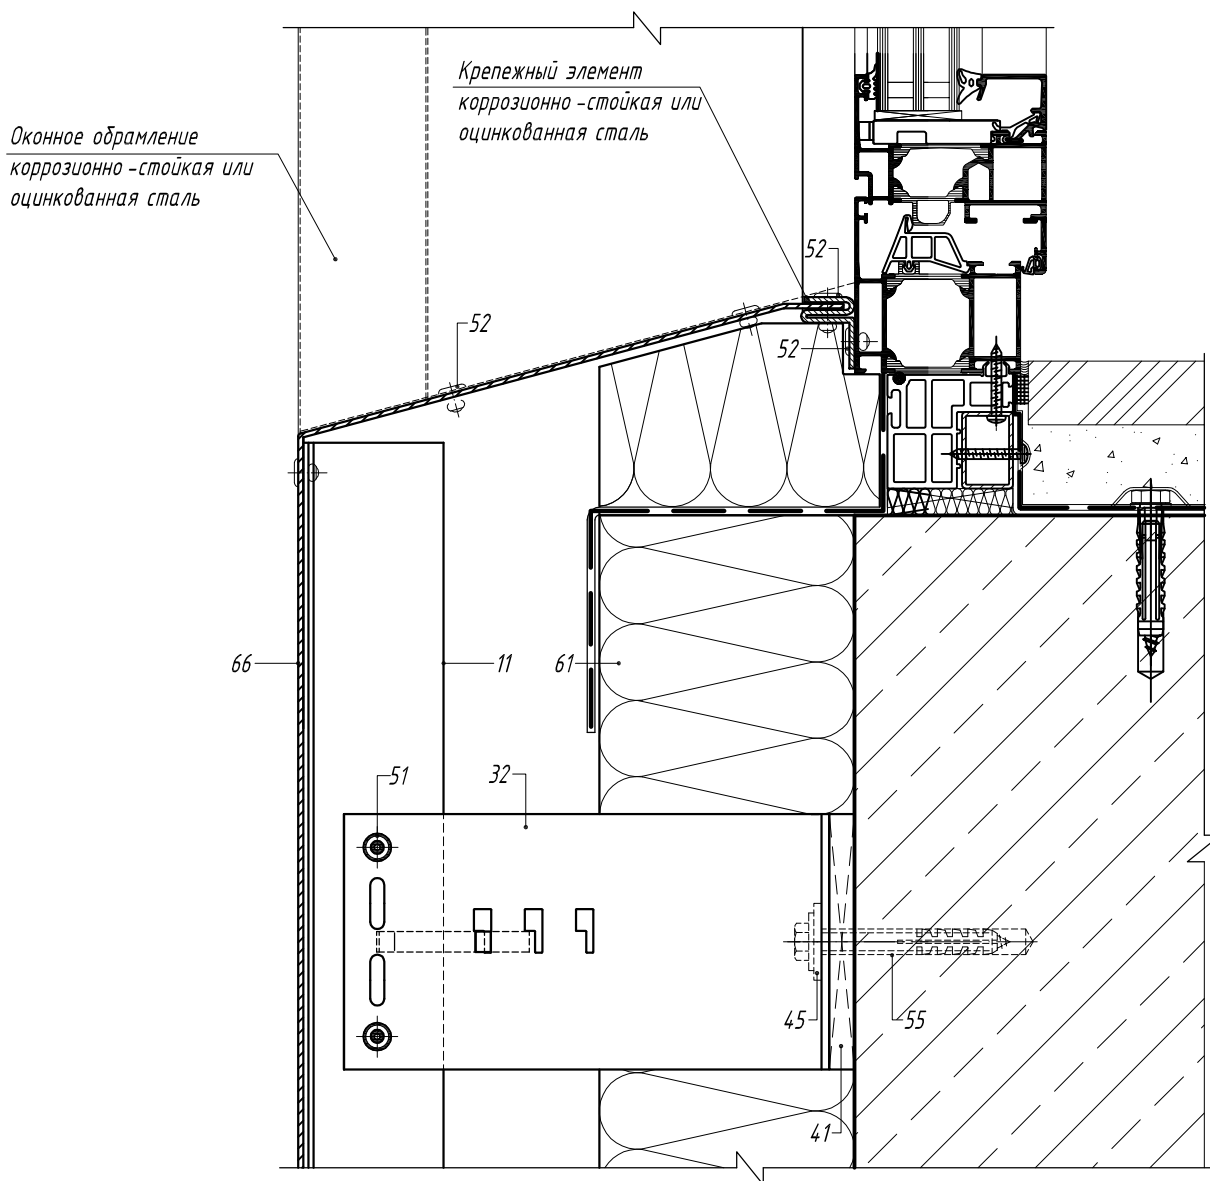 Крепежный элемент
коррозионно-стойкая или
оцинкованная сталь
Оконное обрамление
коррозионно-стойкая или
оцинкованная сталь
52
52
52
66
11
61
51
32
45
55
41